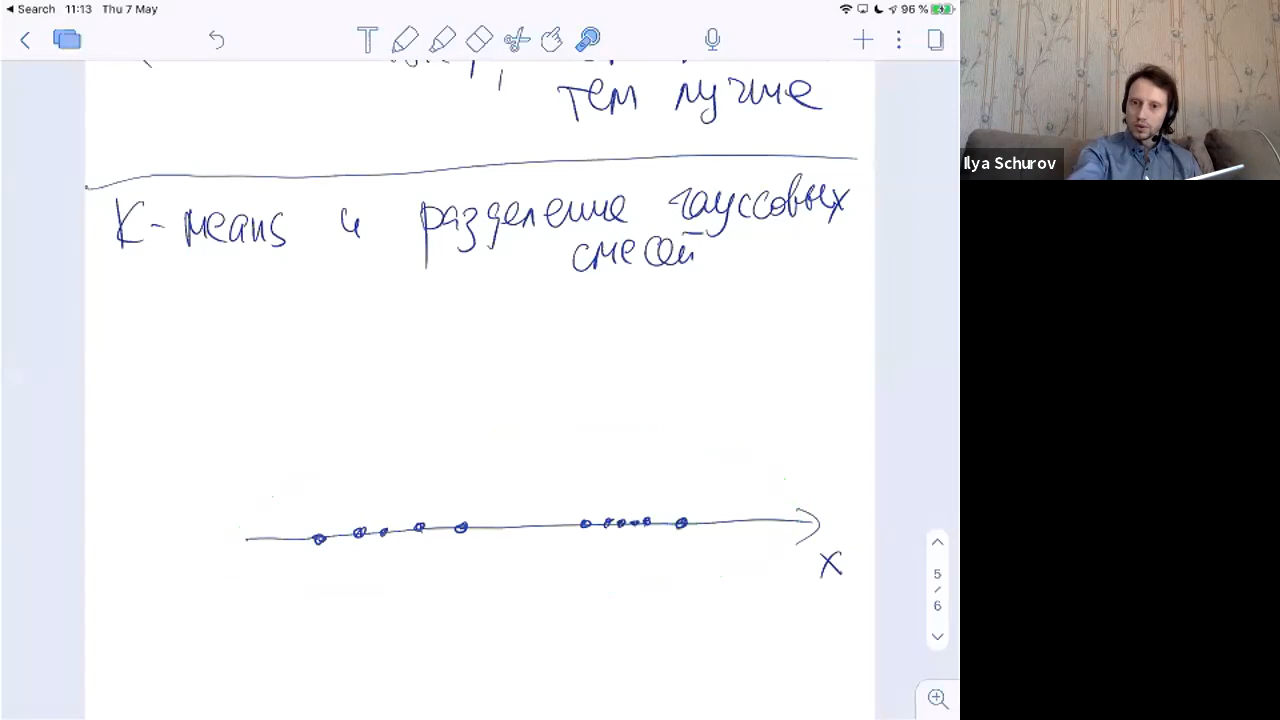 Search 11:13 Thu 7 May 96 %
T
тем лучше
K-means и разделение гауссовых
смесей
x
5
/
6
Ilya Schurov